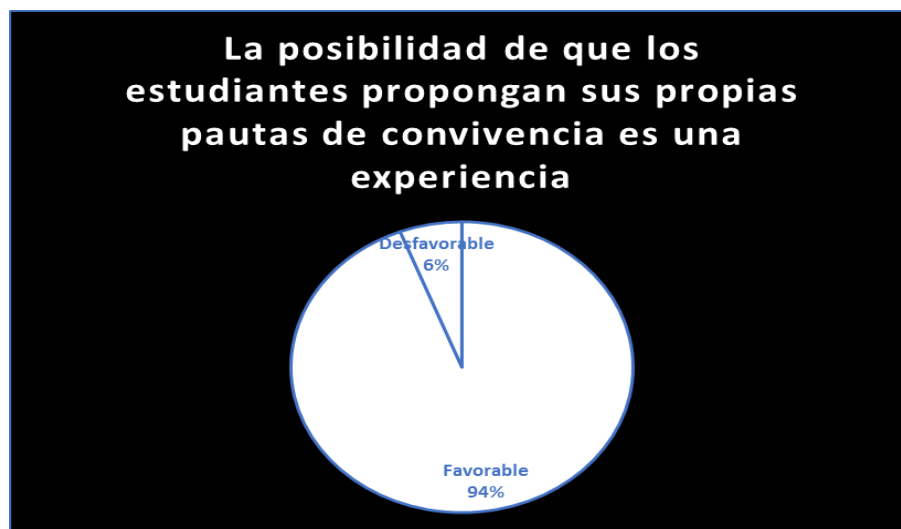 La posibilidad de que los
estudiantes propongan sus propias
pautas de convivencia es una
experiencia
Desfavorable
6%
Favorable
94%